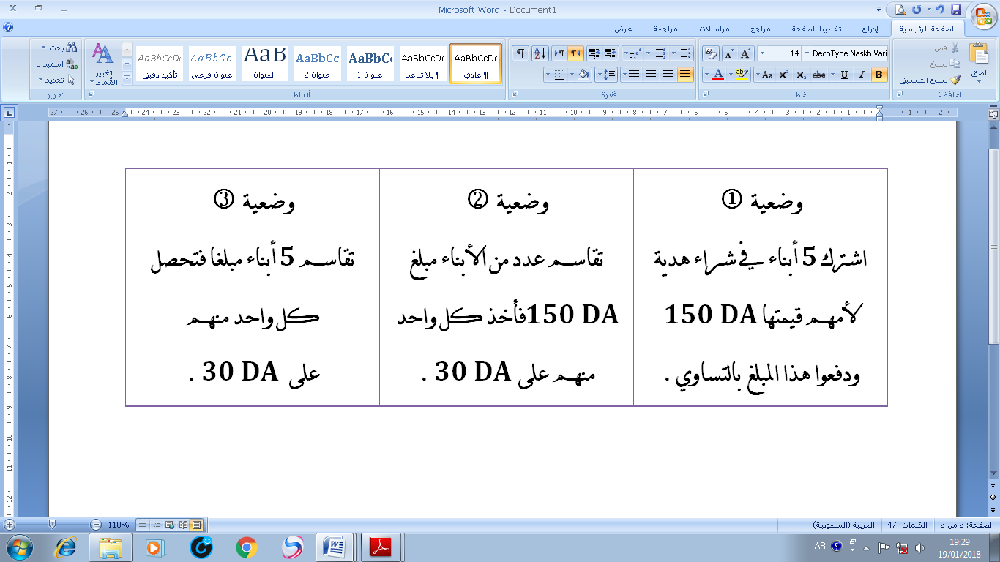 Microsoft Word - Document1
الصفحة الرئيسية إدراج تخطيط الصفحة مراجع مراسلات مراجعة عرض
لصق
قص
نسخ
نسخ التنسيق
الحافظة
DecoType Naskh Vari 14
خط
فقرة
AaBbCcDc ¶ عادي
AaBbCcDc ¶ بلا تباعد
AaBbCc عنوان 1
AaBbCc عنوان 2
AaB العنوان
AaBbCc. عنوان فرعي
AaBbCcDc تأكيد دقيق
تغيير الأنماط
أنماط
بحث
استبدال
تحديد
تحرير
27 26 25 24 23 22 21 20 19 18 17 16 15 14 13 12 11 10 9 8 7 6 5 4 3 2 1 1 2
وضعية ①
اشترك 5 أبناء في شراء هدية
لأمهم قيمتها 150 DA
ودفعوا هذا المبلغ بالتساوي .
وضعية ②
تقاسم عدد من الأبناء مبلغ
150 DAفأخذ كل واحد
منهم على 30 DA .
وضعية ③
تقاسم 5 أبناء مبلغا فتحصل
كل واحد منهم
على 30 DA .
الصفحة: 2 من 2 الكلمات: 47 العربية (السعودية)
110%
AR
19:29
19/01/2018